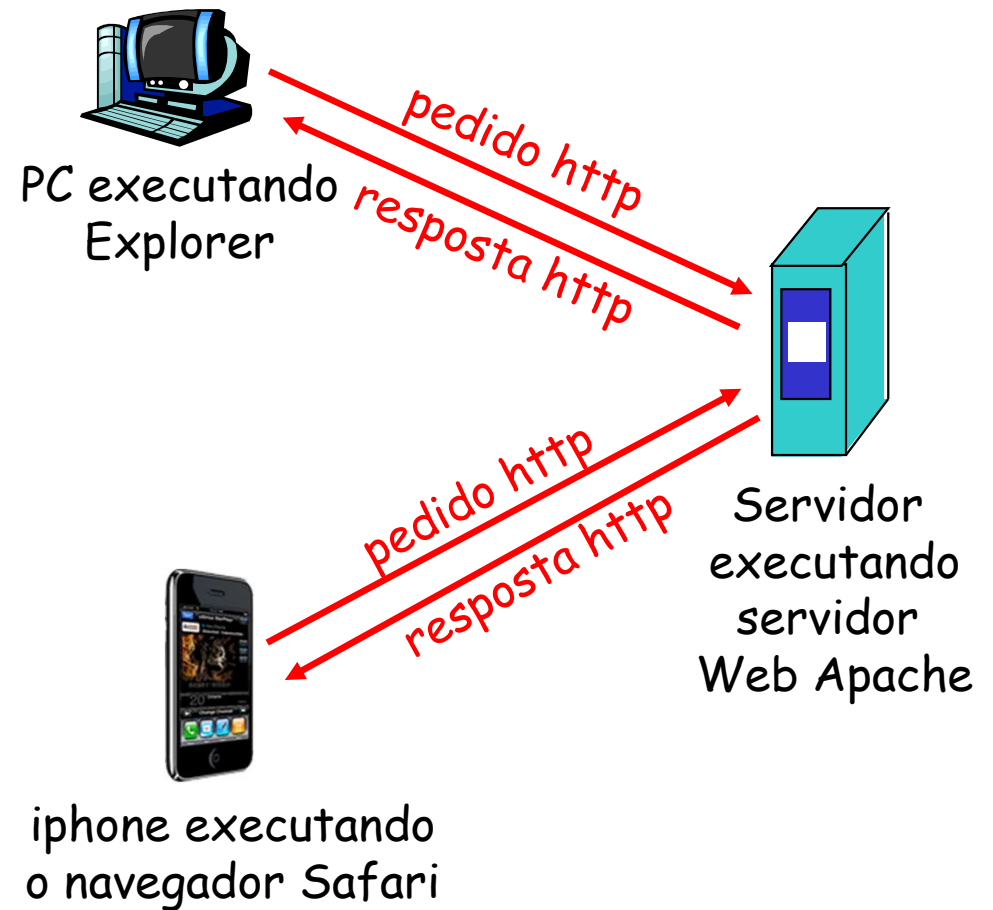 PC executando
Explorer
pedido http
resposta http
pedido http
resposta http
Servidor
executando
servidor
Web Apache
iphone executando
o navegador Safari